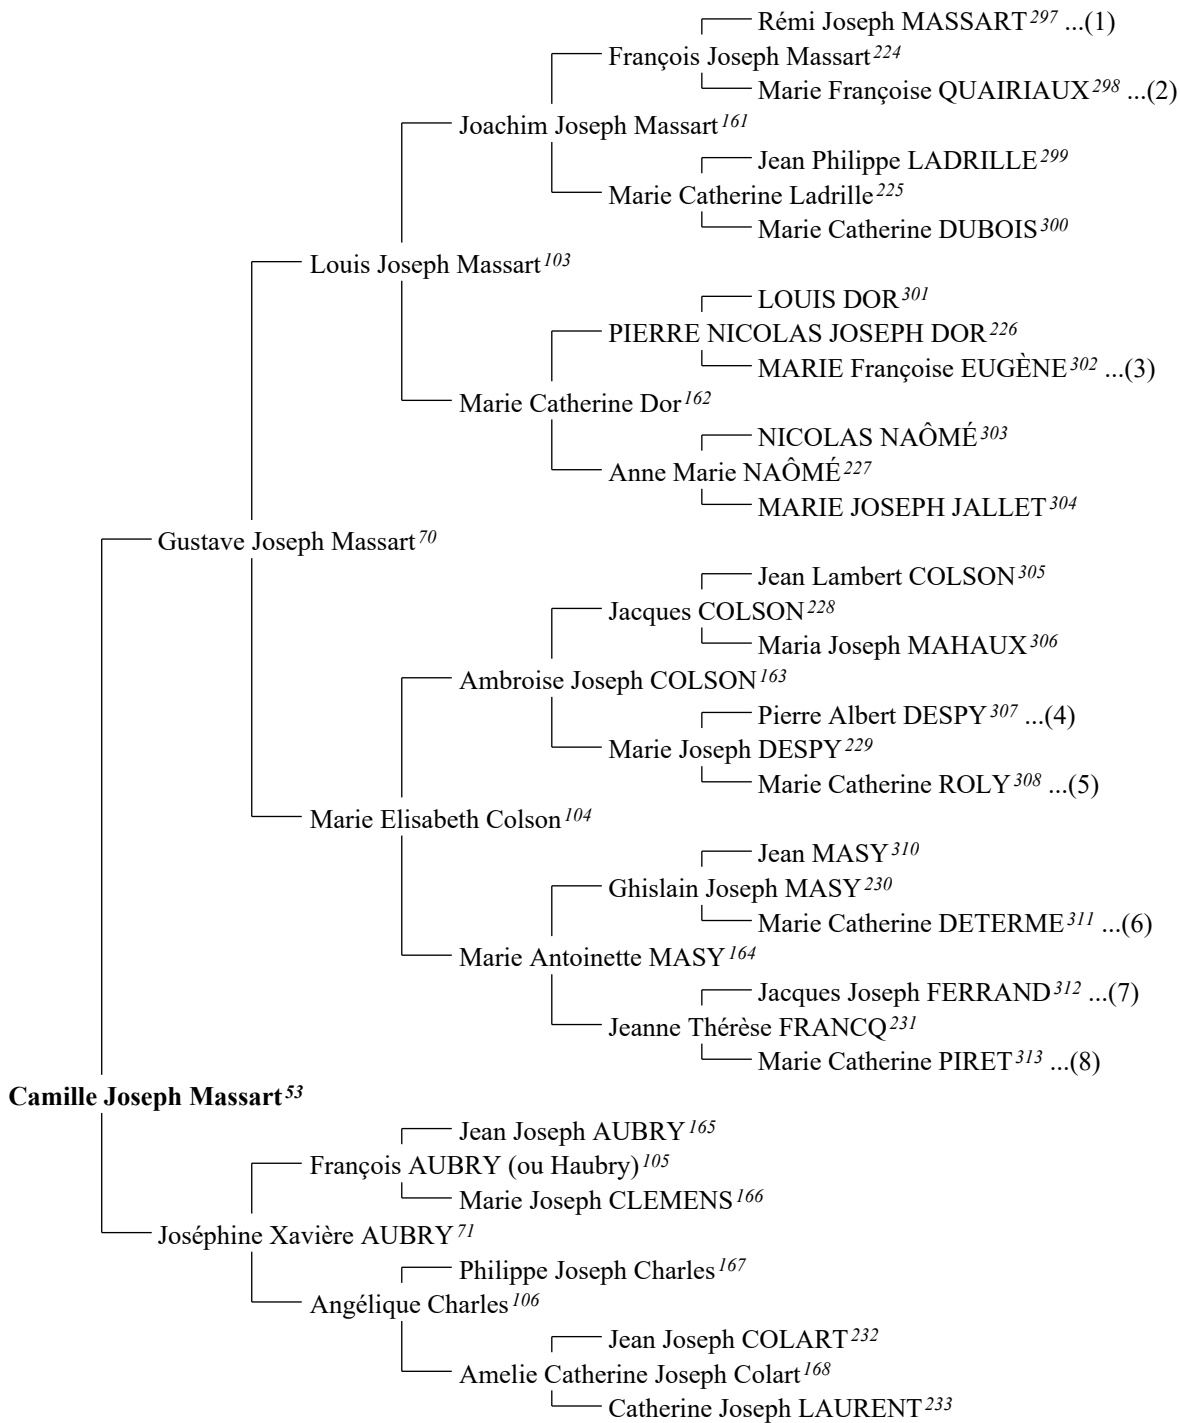 Rémi Joseph MASSART 297 ...(1)
François Joseph Massart 224
Marie Françoise QUAIRIAUX 298 ...(2)
Joachim Joseph Massart 161
Jean Philippe LADRILLE 299
Marie Catherine Ladrille 225
Marie Catherine DUBOIS 300
Louis Joseph Massart 103
LOUIS DOR 301
PIERRE NICOLAS JOSEPH DOR 226
MARIE Françoise EUGÈNE 302 ...(3)
Marie Catherine Dor 162
NICOLAS NAÔMÉ 303
Anne Marie NAÔMÉ 227
MARIE JOSEPH JALLET 304
Gustave Joseph Massart 70
Jean Lambert COLSON 305
Jacques COLSON 228
Maria Joseph MAHAUX 306
Ambroise Joseph COLSON 163
Pierre Albert DESPY 307 ...(4)
Marie Joseph DESPY 229
Marie Catherine ROLY 308 ...(5)
Marie Elisabeth Colson 104
Jean MASY 310
Ghislain Joseph MASY 230
Marie Catherine DETERME 311 ...(6)
Marie Antoinette MASY 164
Jacques Joseph FERRAND 312 ...(7)
Jeanne Thérèse FRANCQ 231
Marie Catherine PIRET 313 ...(8)
Camille Joseph Massart 53
Jean Joseph AUBRY 165
François AUBRY (ou Haubry) 105
Marie Joseph CLEMENS 166
Joséphine Xavière AUBRY 71
Philippe Joseph Charles 167
Angélique Charles 106
Jean Joseph COLART 232
Amelie Catherine Joseph Colart 168
Catherine Joseph LAURENT 233